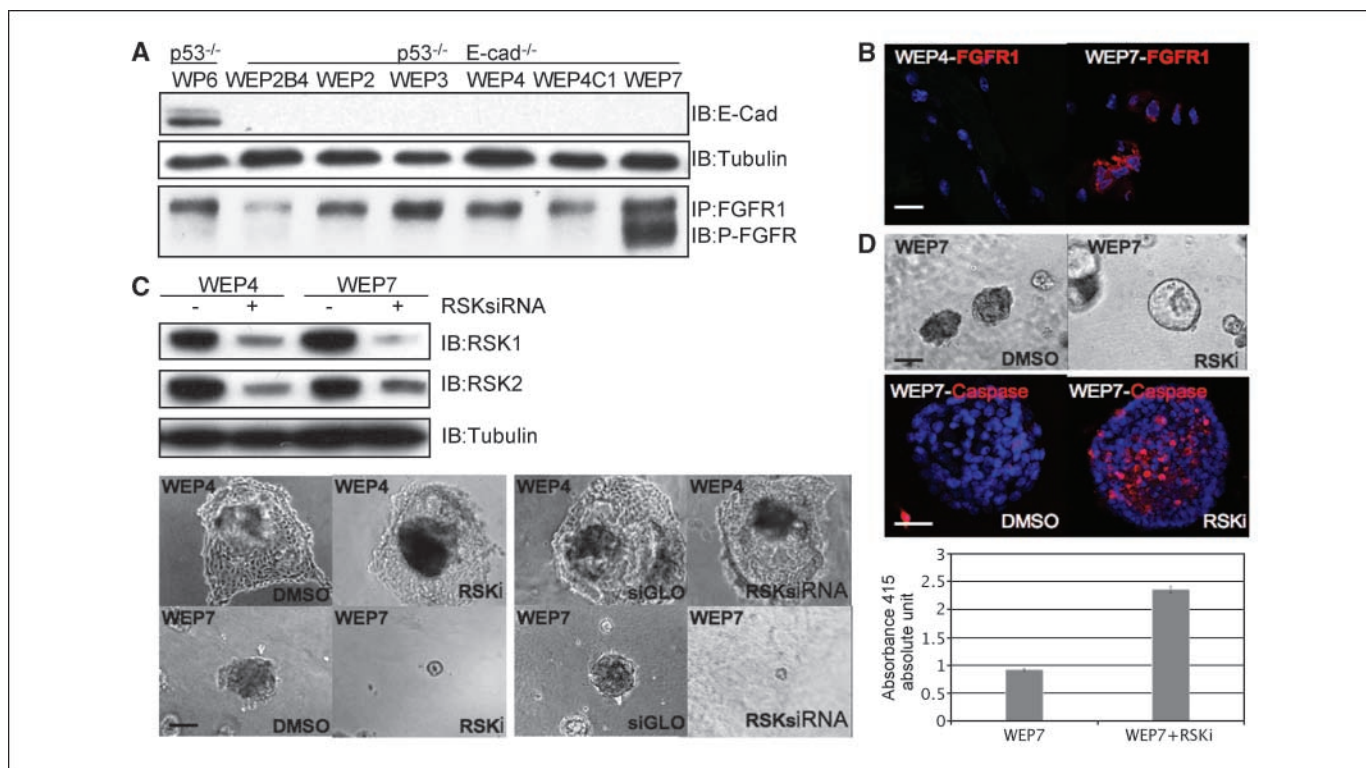 A
p53-/- p53-/- E-cad-/-
WP6 WEP2B4 WEP2 WEP3 WEP4 WEP4C1 WEP7
IB:E-Cad
IB:Tubulin
IP:FGFR1
IB:P-FGFR
B
WEP4-FGFR1 WEP7-FGFR1
C
WEP4 WEP7
- + - + RSKsiRNA
IB:RSK1
IB:RSK2
IB:Tubulin
WEP4 WEP4 WEP4 WEP4
DMSO RSKi siGLO RSKsiRNA
WEP7 WEP7 WEP7 WEP7
DMSO RSKi siGLO RSKsiRNA
D
WEP7 WEP7
DMSO RSKi
WEP7-Caspase WEP7-Caspase
DMSO RSKi
Absorbance 415
absolute unit
3
2.5
2
1.5
1
0.5
0
WEP7 WEP7+RSKi